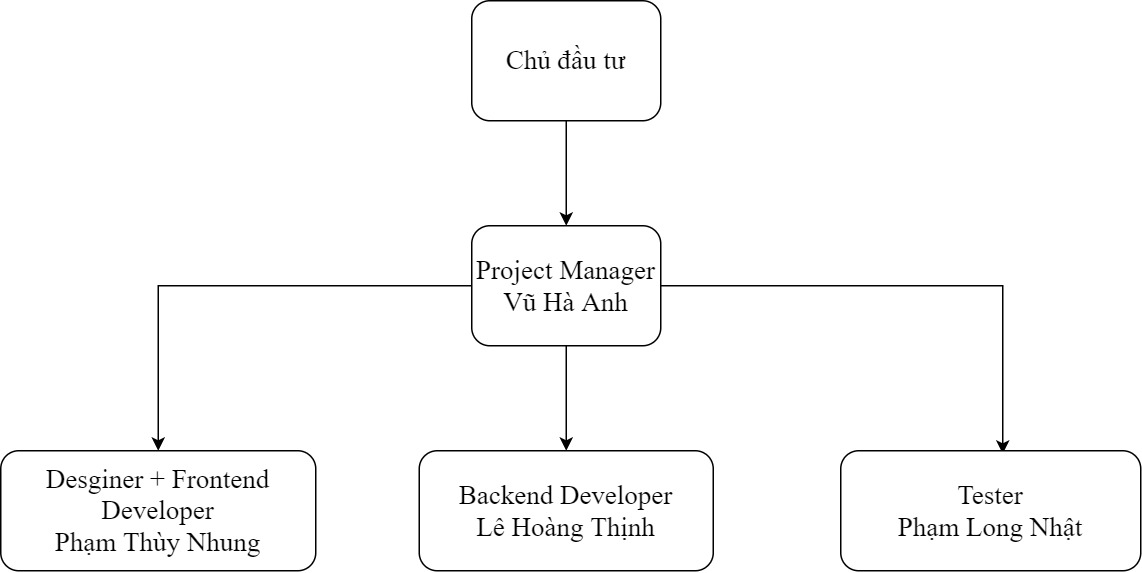 Chủ đầu tư
Project Manager
Vũ Hà Anh
Desginer + Frontend
Developer
Phạm Thùy Nhung
Backend Developer
Lê Hoàng Thịnh
Tester
Phạm Long Nhật